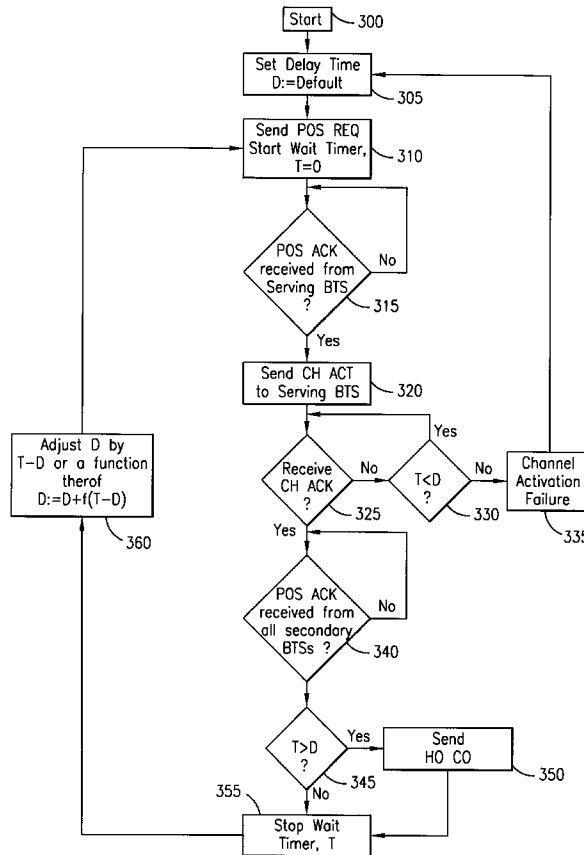 Start
300
Set Delay Time
D:=Default
305
Send POS REQ
Start Wait Timer,
T=0
310
POS ACK
received from
Serving BTS
?
No
315
Yes
Send CH ACT
to Serving BTS
320
Yes
Adjust D by
T-D or a function
therof
D:=D+f(T-D)
360
Receive
CH ACK
?
No
325
T<D
?
No
330
Channel
Activation
Failure
335
Yes
POS ACK
received from
all secondary
BTSs ?
No
340
T>D
?
Yes
345
Send
HO CO
350
No
355
Stop Wait
Timer, T